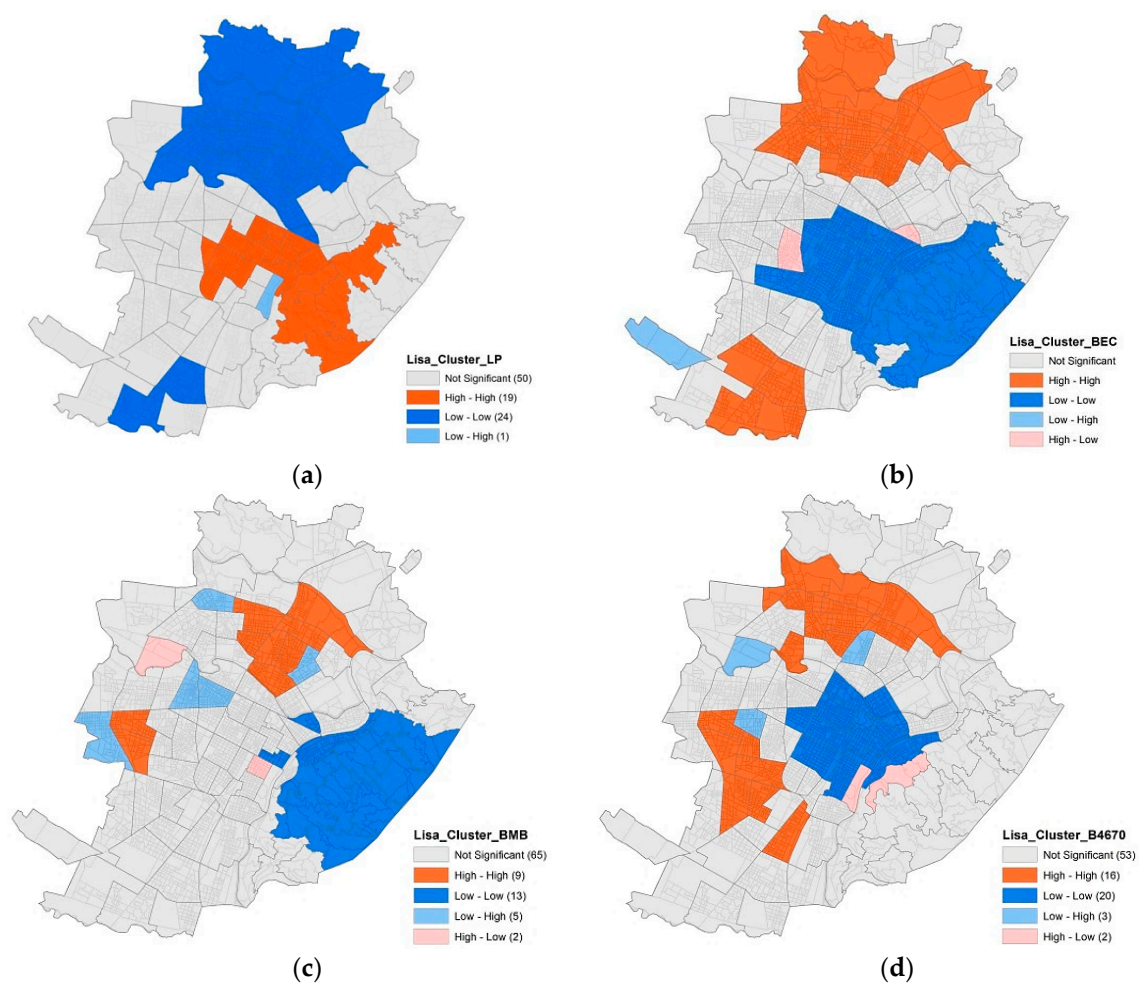 Lisa_Cluster_LP
Not Significant (50)
High - High (19)
Low - Low (24)
Low - High (1)
(a)
Lisa_Cluster_BEC
Not Significant
High - High
Low - Low
Low - High
High - Low
(b)
Lisa_Cluster_BMB
Not Significant (65)
High - High (9)
Low - Low (13)
Low - High (5)
High - Low (2)
(c)
Lisa_Cluster_B4670
Not Significant (53)
High - High (16)
Low - Low (20)
Low - High (3)
High - Low (2)
(d)